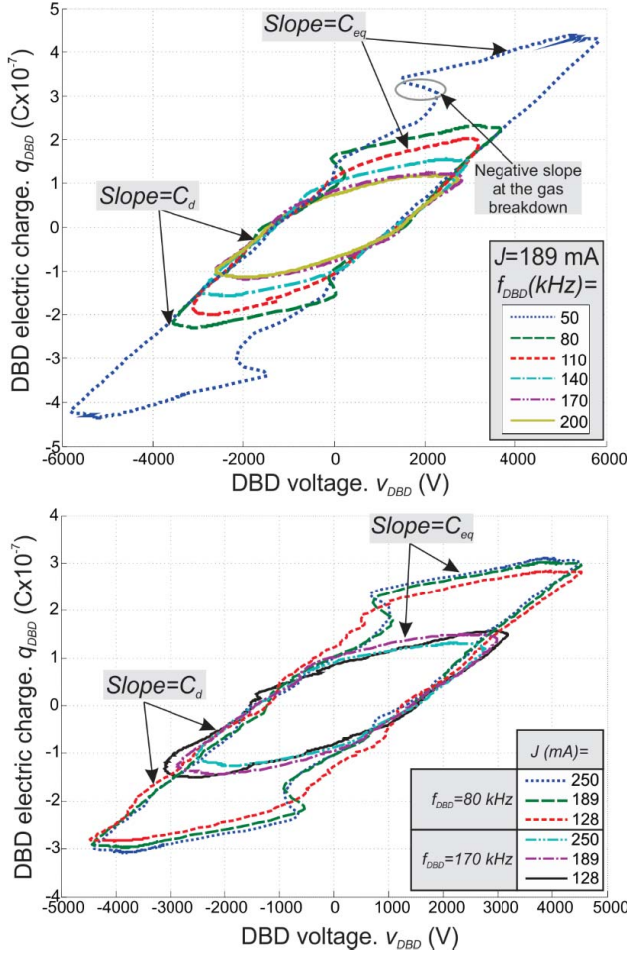 Slope=Ceq
DBD electric charge. qDBD (Cx10-7)
5
4
3
2
1
0
-1
-2
-3
-4
-5
Slope=Cd
Negative slope
at the gas
breakdown
J=189 mA
fDBD(kHz)=
50
80
110
140
170
200
-6000 -4000 -2000 0 2000 4000 6000
DBD voltage. vDBD (V)
Slope=Ceq
DBD electric charge. qDBD (Cx10-7)
4
3
2
1
0
-1
-2
-3
-4
Slope=Cd
J (mA)=
fDBD=80 kHz
250
189
128
fDBD=170 kHz
250
189
128
-5000 -4000 -3000 -2000 -1000 0 1000 2000 3000 4000 5000
DBD voltage. vDBD (V)